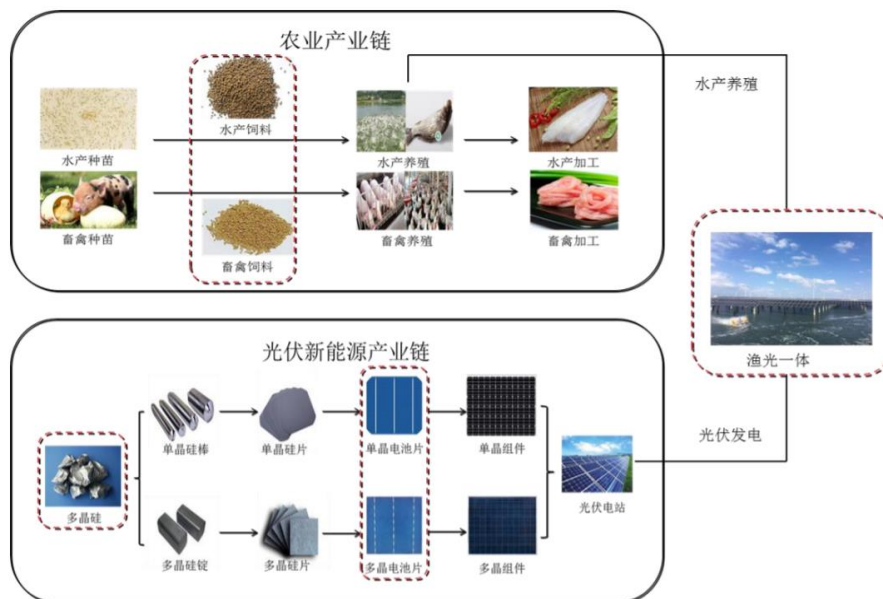 农业产业链
水产饲料
水产种苗
水产养殖
水产加工
畜禽种苗
畜禽饲料
畜禽养殖
畜禽加工
水产养殖
渔光一体
光伏新能源产业链
单晶硅棒
单晶硅片
单晶电池片
单晶组件
多晶硅
多晶硅锭
多晶硅片
多晶电池片
多晶组件
光伏电站
光伏发电